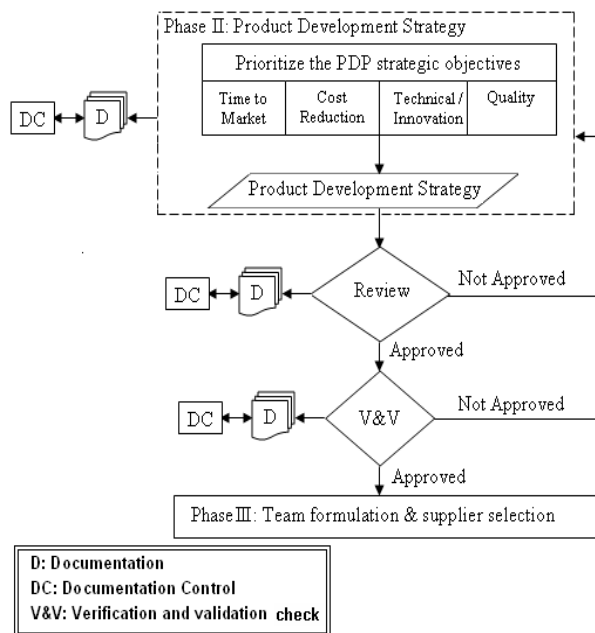 Phase II: Product Development Strategy
Prioritize the PDP strategic objectives
Time to
Market
Cost
Reduction
Technical /
Innovation
Quality
DC
D
Product Development Strategy
DC
D
Review
Not Approved
Approved
DC
D
V&V
Not Approved
Approved
Phase III: Team formulation & supplier selection
D: Documentation
DC: Documentation Control
V&V: Verification and validation check